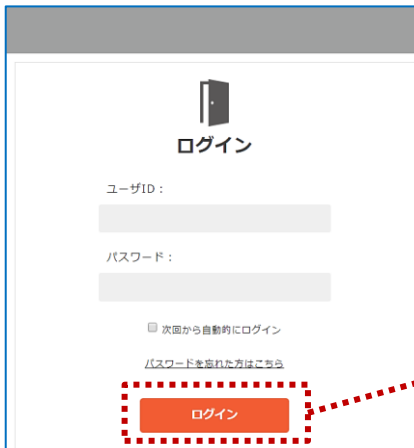 ログイン
ユーザID：
パスワード：
次回から自動的にログイン
パスワードを忘れた方はこちら
ログイン